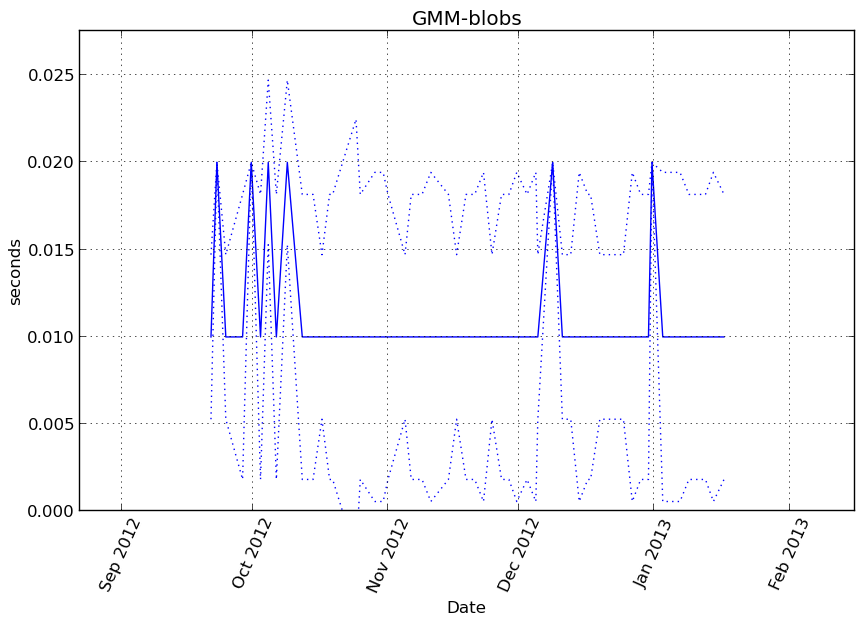 GMM-blobs
0.025
0.020
0.015
0.010
0.005
0.000
seconds
Sep 2012
Oct 2012
Nov 2012
Dec 2012
Jan 2013
Feb 2013
Date